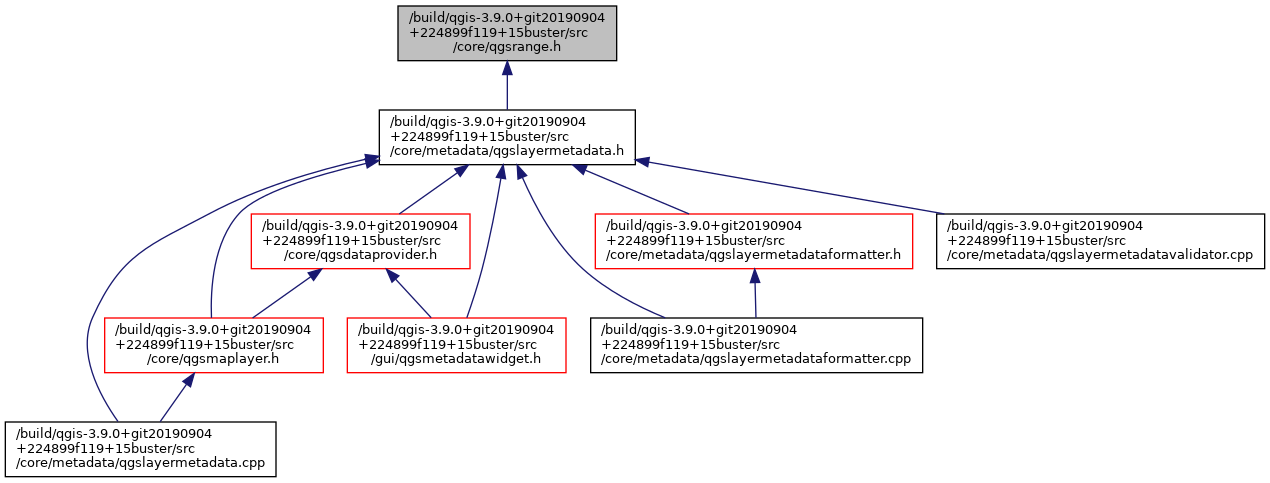 /build/qgis-3.9.0+git20190904
+224899f119+15buster/src
/core/qgsrange.h
/build/qgis-3.9.0+git20190904
+224899f119+15buster/src
/core/metadata/qgslayermetadata.h
/build/qgis-3.9.0+git20190904
+224899f119+15buster/src
/core/qgsdataprovider.h
/build/qgis-3.9.0+git20190904
+224899f119+15buster/src
/core/metadata/qgslayermetadataformatter.h
/build/qgis-3.9.0+git20190904
+224899f119+15buster/src
/core/metadata/qgslayermetadatavalidator.cpp
/build/qgis-3.9.0+git20190904
+224899f119+15buster/src
/core/qgsmaplayer.h
/build/qgis-3.9.0+git20190904
+224899f119+15buster/src
/gui/qgsmetadatawidget.h
/build/qgis-3.9.0+git20190904
+224899f119+15buster/src
/core/metadata/qgslayermetadataformatter.cpp
/build/qgis-3.9.0+git20190904
+224899f119+15buster/src
/core/metadata/qgslayermetadata.cpp